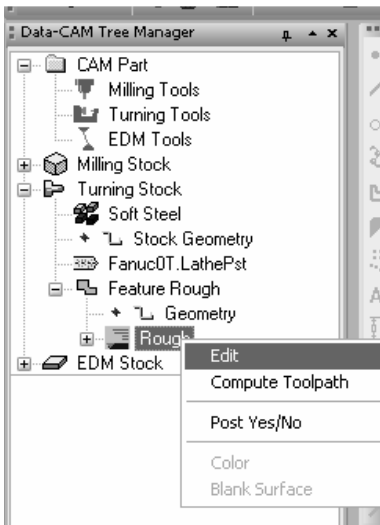 Data-CAM Tree Manager
CAM Part
Milling Tools
Turning Tools
EDM Tools
Milling Stock
Turning Stock
Soft Steel
Stock Geometry
Fanuc0T.LathePst
Feature Rough
Geometry
Rough
EDM Stock
Edit
Compute Toolpath
Post Yes/No
Color
Blank Surface